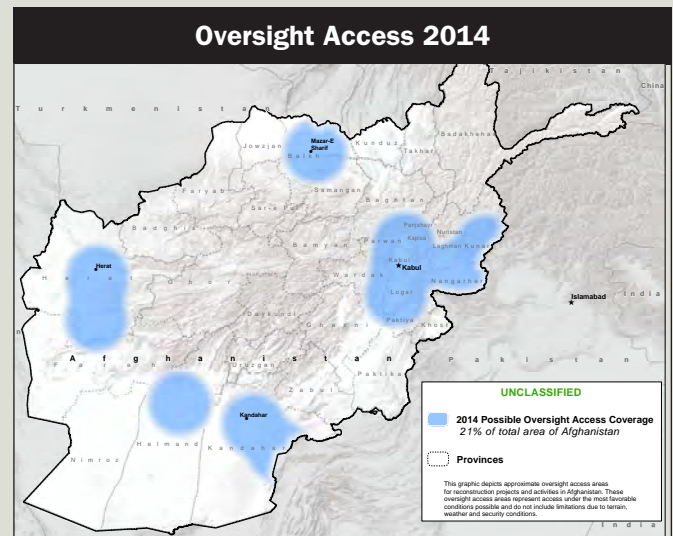 Oversight Access 2014
Tajikistan
China
Turkmenistan
Badakhshan
Mazar-E
Sharif
Kunduz
Jowzjan
Balkh
Takhar
Faryab
Samangan
Baghlan
Sar-e Pul
Panjshayr
Badghis
Nuristan
Kapisa
Parwan
Bamyan
Laghman
Kunar
Kabul
Herat
Kabul
Herat
Wardak
Nangarhar
Ghor
Logar
Islamabad
India
Daykundi
Paktiya
Ghazni
Khost
Afghanistan
Farah
Uruzgan
Pakistan
Paktika
Zabul
Kandahar
Helmand
Kandahar
Nimroz
UNCLASSIFIED
2014 Possible Oversight Access Coverage
21% of total area of Afghanistan
Provinces
This graphic depicts approximate oversight access areas
for reconstruction projects and activities in Afghanistan. These
oversight access areas represent access under the most favorable
conditions possible and do not include limitations due to terrain,
weather and security conditions.
India